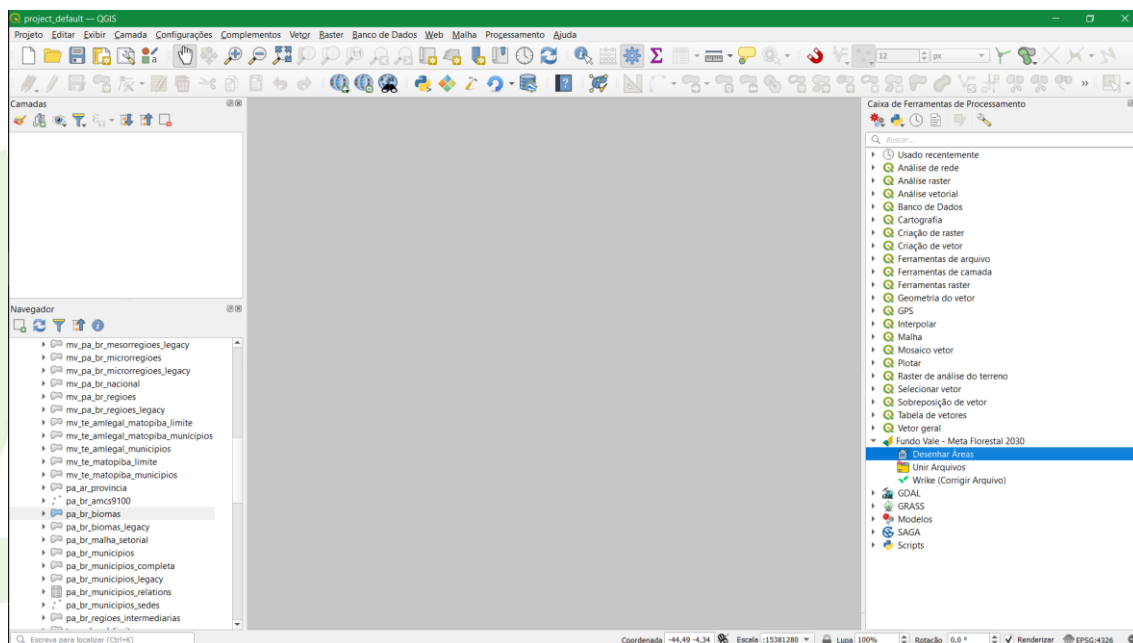 project_default — QGIS
Projeto Editar Exibir Camada Configurações Complementos Vetor Raster Banco de Dados Web Malha Processamento Ajuda
12 px
Camadas
Navegador
mv_pa_br_mesorregioes_legacy
mv_pa_br_microrregioes
mv_pa_br_microrregioes_legacy
mv_pa_br_nacional
mv_pa_br_regioes
mv_pa_br_regioes_legacy
mv_te_amlegal_matopiba_limite
mv_te_amlegal_matopiba_municipios
mv_te_amlegal_municipios
mv_te_matopiba_limite
mv_te_matopiba_municipios
pa_ar_provincia
pa_br_amcs9100
pa_br_biomas
pa_br_biomas_legacy
pa_br_malha_setorial
pa_br_municipios
pa_br_municipios_completa
pa_br_municipios_legacy
pa_br_municipios_relations
pa_br_municipios_sedes
pa_br_regioes_intermediarias
Caixa de Ferramentas de Processamento
Buscar...
Usado recentemente
Análise de rede
Análise raster
Análise vetorial
Banco de Dados
Cartografia
Criação de raster
Criação de vetor
Ferramentas de arquivo
Ferramentas de camada
Ferramentas raster
Geometria do vetor
GPS
Interpolar
Malha
Mosaico vetor
Plotar
Raster de análise do terreno
Selecionar vetor
Sobreposição de vetor
Tabela de vetores
Vetor geral
Fundo Vale - Meta Florestal 2030
Desenhar Áreas
Unir Arquivos
Wrike (Corrigir Arquivo)
GDAL
GRASS
Modelos
SAGA
Scripts
Escreva para localizar (Ctrl+K)
Coordenada -44,49 -4,34 Escala :15381280 Lupa 100% Rotação 0,0 ° Renderizar EPSG:4326